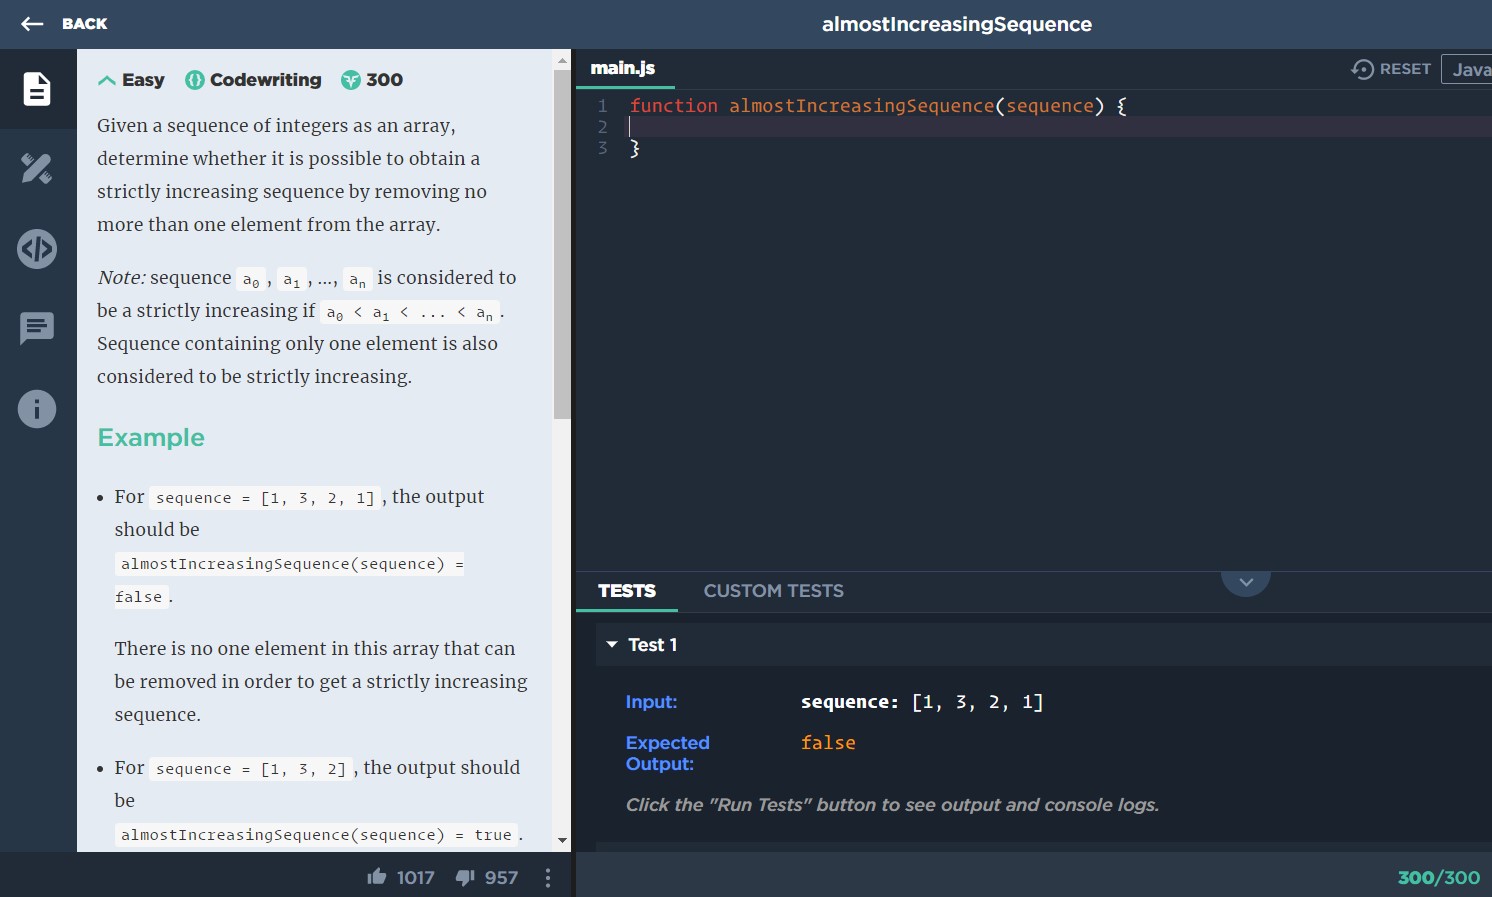 BACK
almostIncreasingSequence
Easy Codewriting 300
Given a sequence of integers as an array,
determine whether it is possible to obtain a
strictly increasing sequence by removing no
more than one element from the array.
Note: sequence a0, a1, ..., an is considered to
be a strictly increasing if a0 < a1 < ... < an.
Sequence containing only one element is also
considered to be strictly increasing.
Example
• For sequence = [1, 3, 2, 1], the output
should be
almostIncreasingSequence(sequence) =
false.
There is no one element in this array that can
be removed in order to get a strictly increasing
sequence.
• For sequence = [1, 3, 2], the output should
be
almostIncreasingSequence(sequence) = true.
1017 957
main.js
RESET Java
1 function almostIncreasingSequence(sequence) {
2
3 }
TESTS CUSTOM TESTS
Test 1
Input: sequence: [1, 3, 2, 1]
Expected false
Output:
Click the "Run Tests" button to see output and console logs.
300/300